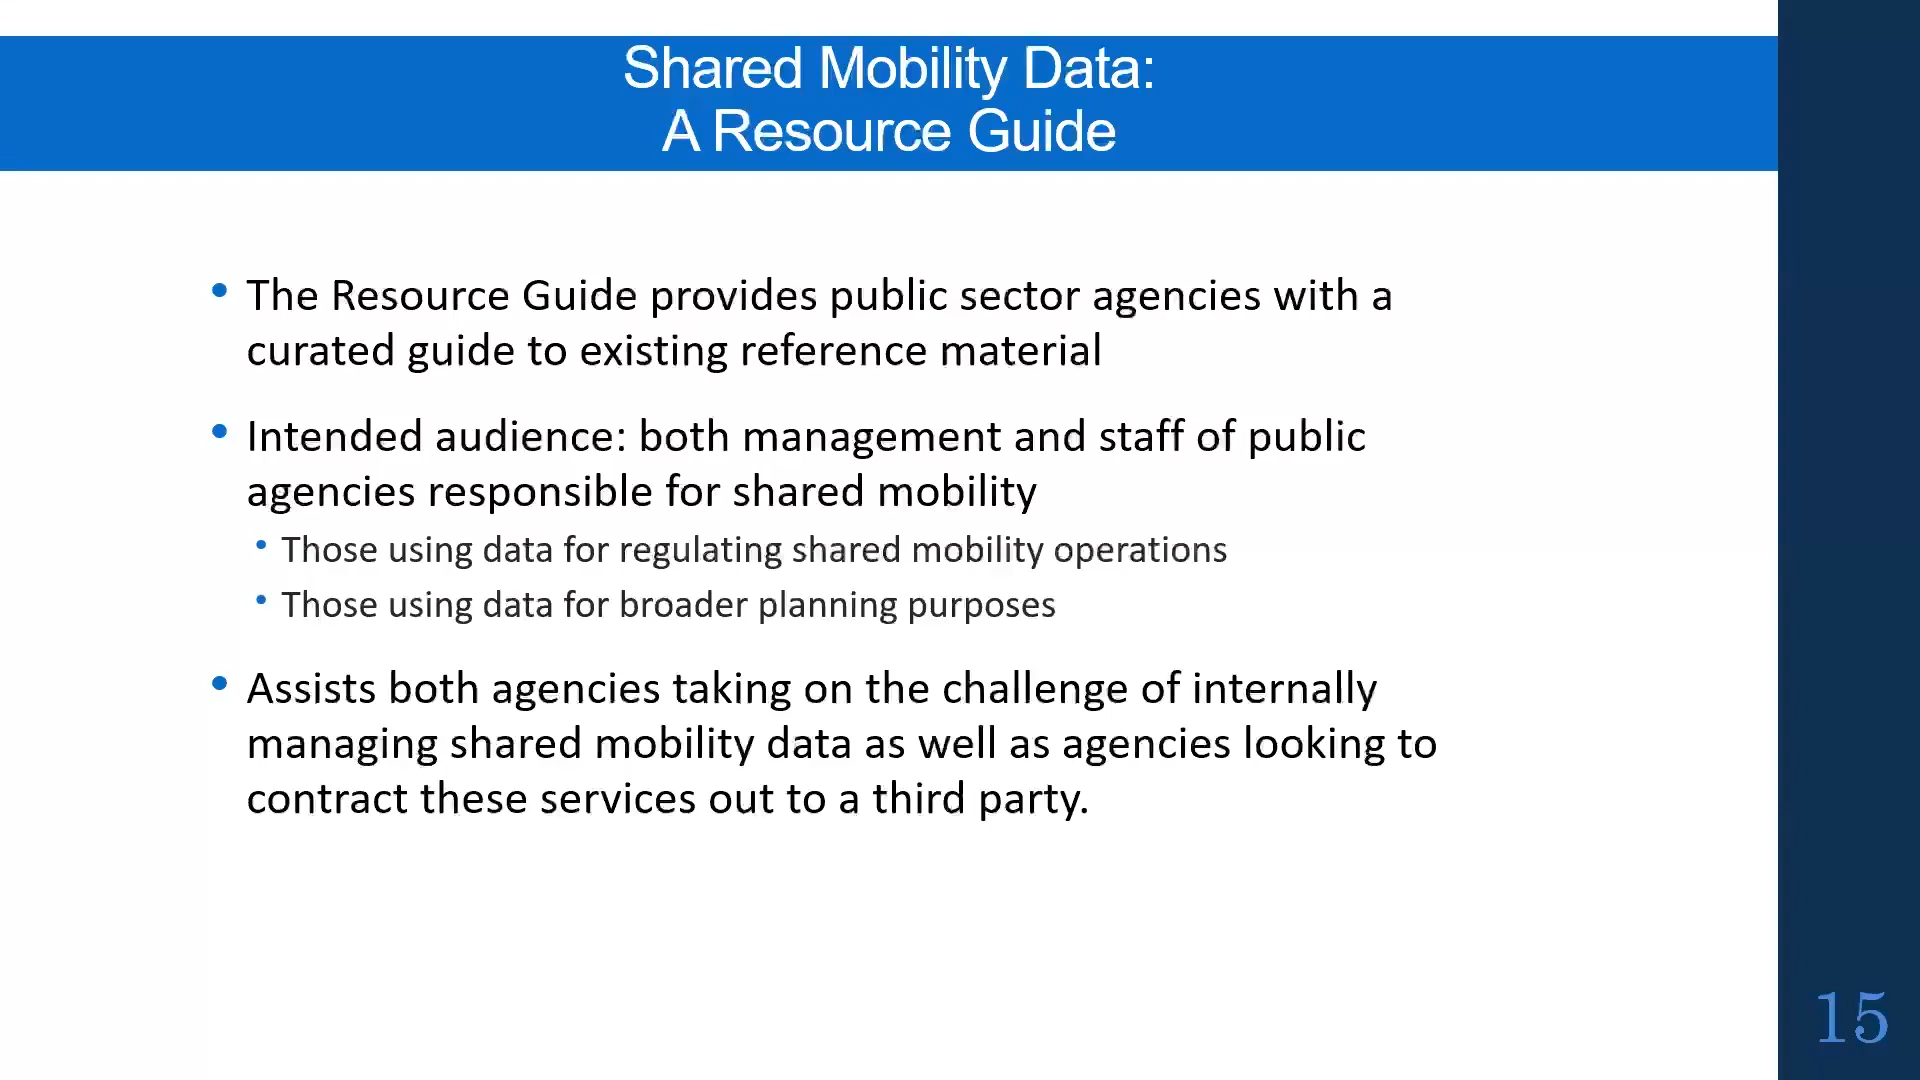 Shared Mobility Data:
A Resource Guide
• The Resource Guide provides public sector agencies with a
curated guide to existing reference material
• Intended audience: both management and staff of public
agencies responsible for shared mobility
• Those using data for regulating shared mobility operations
• Those using data for broader planning purposes
• Assists both agencies taking on the challenge of internally
managing shared mobility data as well as agencies looking to
contract these services out to a third party.
15